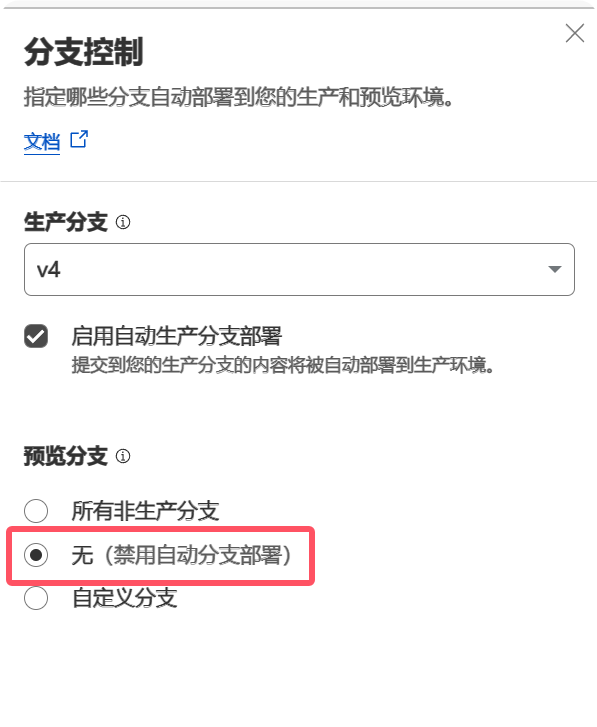 分支控制
指定哪些分支自动部署到您的生产和预览环境。
文档
生产分支
v4
启用自动生产分支部署
提交到您的生产分支的内容将被自动部署到生产环境。
预览分支
所有非生产分支
无（禁用自动分支部署）
自定义分支